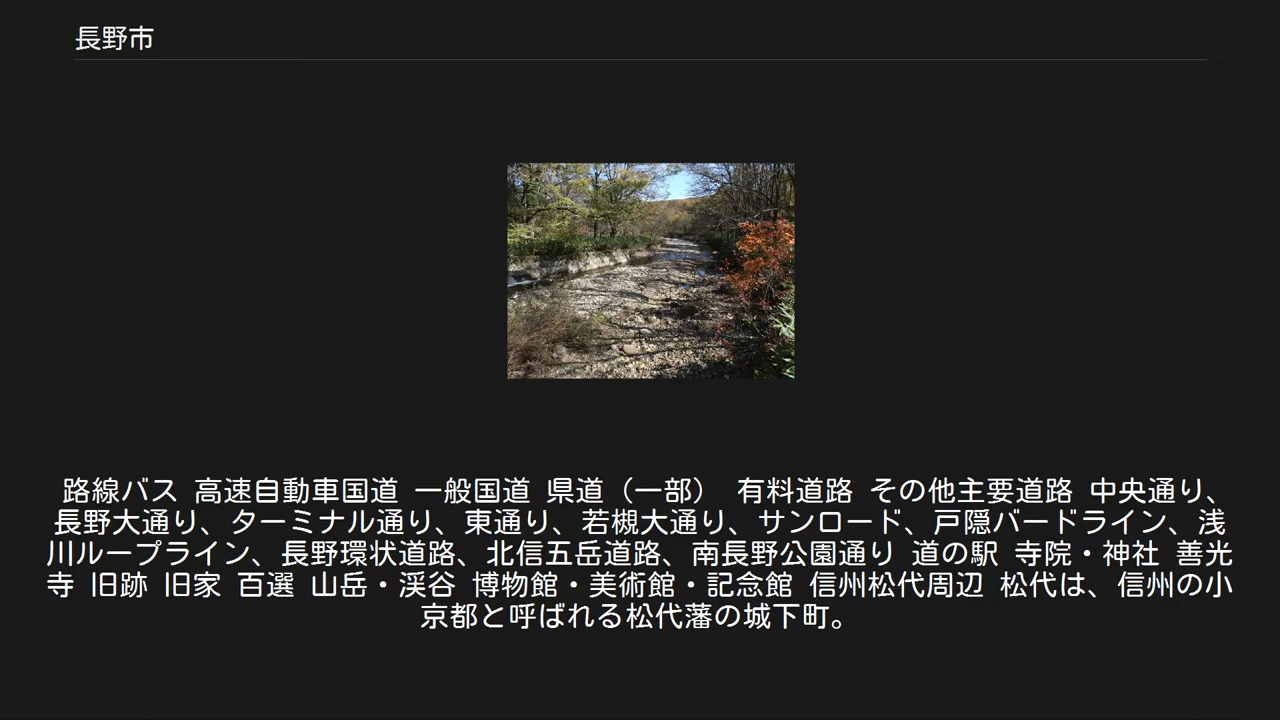 長野市
路線バス 高速自動車国道 一般国道 県道（一部） 有料道路 その他主要道路 中央通り、
長野大通り、ターミナル通り、東通り、若槻大通り、サンロード、戸隠バードライン、浅
川ループライン、長野環状道路、北信五岳道路、南長野公園通り 道の駅 寺院・神社 善光
寺 旧跡 旧家 百選 山岳・渓谷 博物館・美術館・記念館 信州松代周辺 松代は、信州の小
京都と呼ばれる松代藩の城下町。